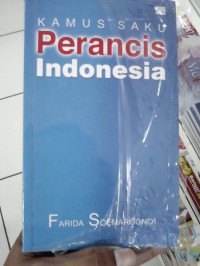 KAMUS SAKU
Perancis
Indonesia
FARIDA SOEMARGONO